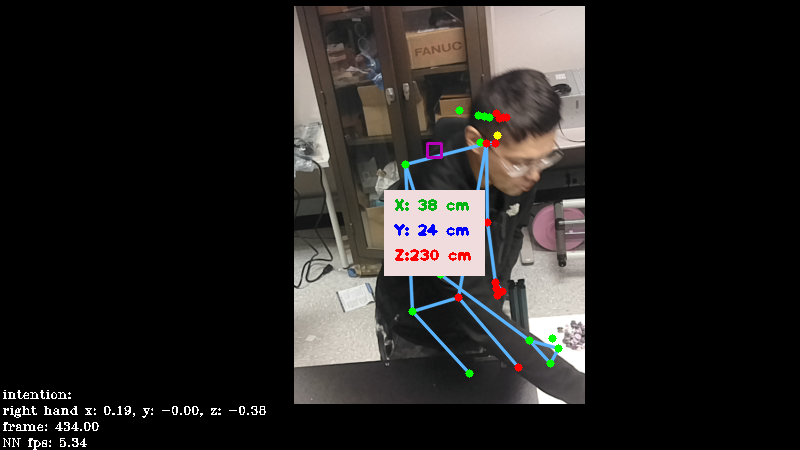 FANUC
X: 38 cm
Y: 24 cm
Z:230 cm
intention:
right hand x: 0.19, y: -0.00, z: -0.38
frame: 434.00
NN fps: 5.34